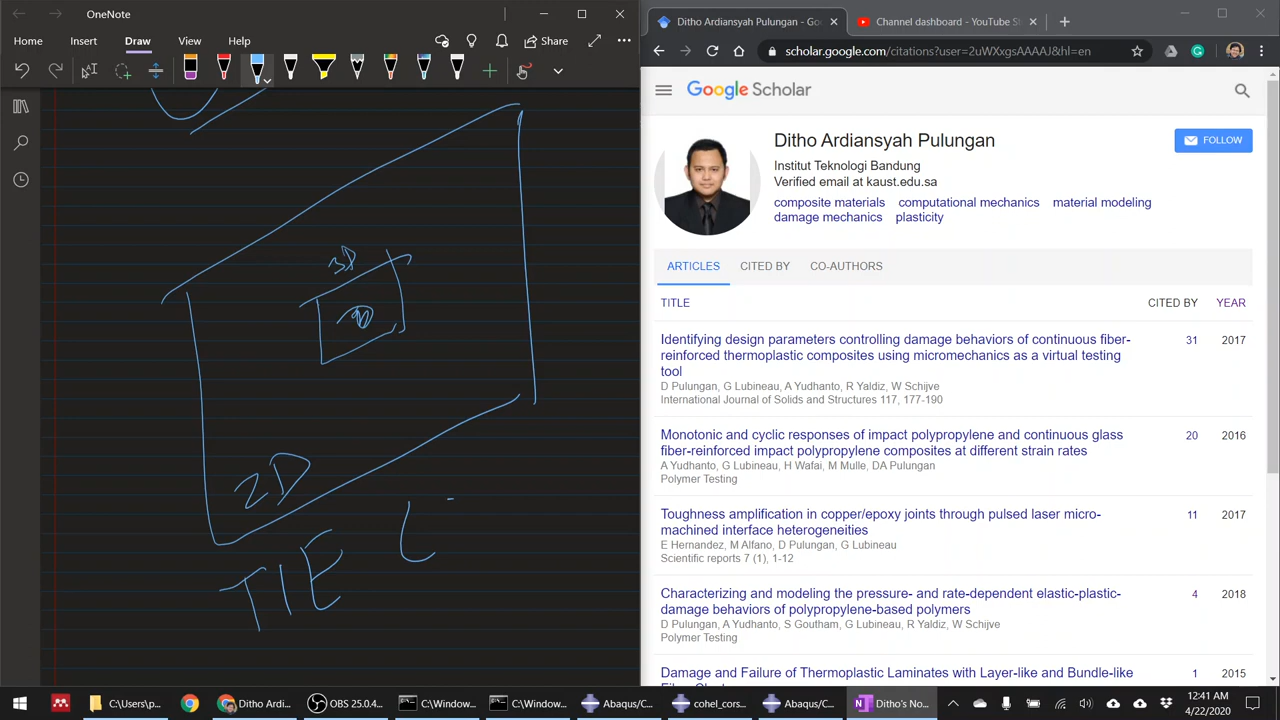 OneNote
Home
Insert
Draw
View
Help
Share
3D
2D
TIE
Ditho Ardiansyah Pulungan - Go
Channel dashboard - YouTube St
scholar.google.com/citations?user=2uWXxgsAAAAJ&hl=en
Google Scholar
Ditho Ardiansyah Pulungan
FOLLOW
Institut Teknologi Bandung
Verified email at kaust.edu.sa
composite materials computational mechanics material modeling
damage mechanics plasticity
ARTICLES CITED BY CO-AUTHORS
TITLE CITED BY YEAR
Identifying design parameters controlling damage behaviors of continuous fiber- 31 2017
reinforced thermoplastic composites using micromechanics as a virtual testing
tool
D Pulungan, G Lubineau, A Yudhanto, R Yaldiz, W Schijve
International Journal of Solids and Structures 117, 177-190
Monotonic and cyclic responses of impact polypropylene and continuous glass 20 2016
fiber-reinforced impact polypropylene composites at different strain rates
A Yudhanto, G Lubineau, H Wafai, M Mulle, DA Pulungan
Polymer Testing
Toughness amplification in copper/epoxy joints through pulsed laser micro- 11 2017
machined interface heterogeneities
E Hernandez, M Alfano, D Pulungan, G Lubineau
Scientific reports 7 (1), 1-12
Characterizing and modeling the pressure- and rate-dependent elastic-plastic- 4 2018
damage behaviors of polypropylene-based polymers
D Pulungan, A Yudhanto, S Goutham, G Lubineau, R Yaldiz, W Schijve
Polymer Testing
Damage and Failure of Thermoplastic Laminates with Layer-like and Bundle-like 1 2015
C:\Users\p...
Ditho Ardi...
OBS 25.0.4...
C:\Window...
C:\Window...
Abaqus/C...
cohel_cors...
Abaqus/C...
Ditho's No...
12:41 AM
4/22/2020